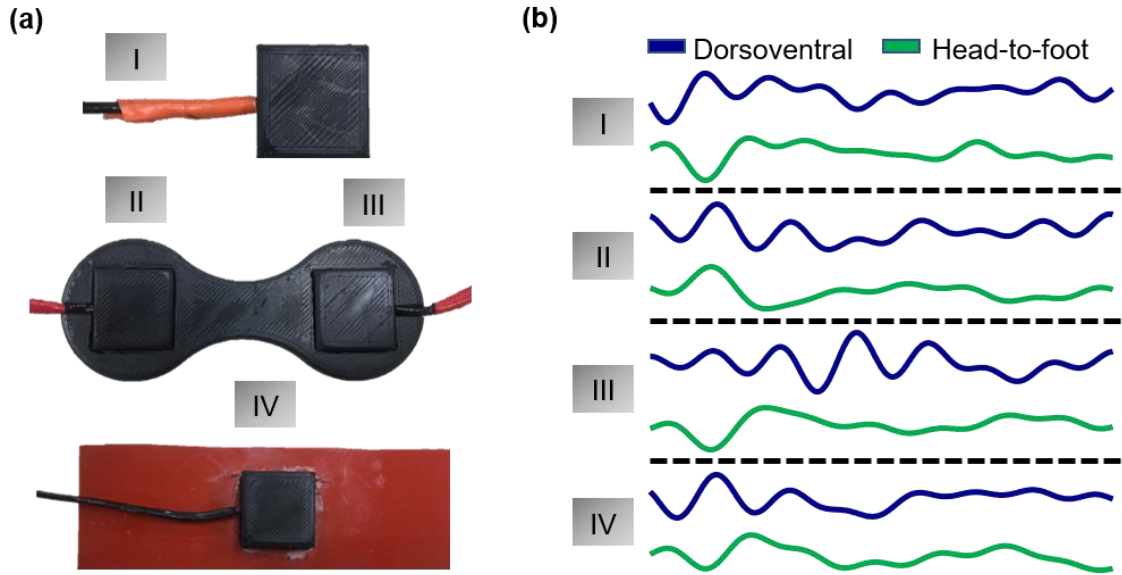 (a)
I
II
III
IV
(b)
Dorsoventral
Head-to-foot
I
II
III
IV